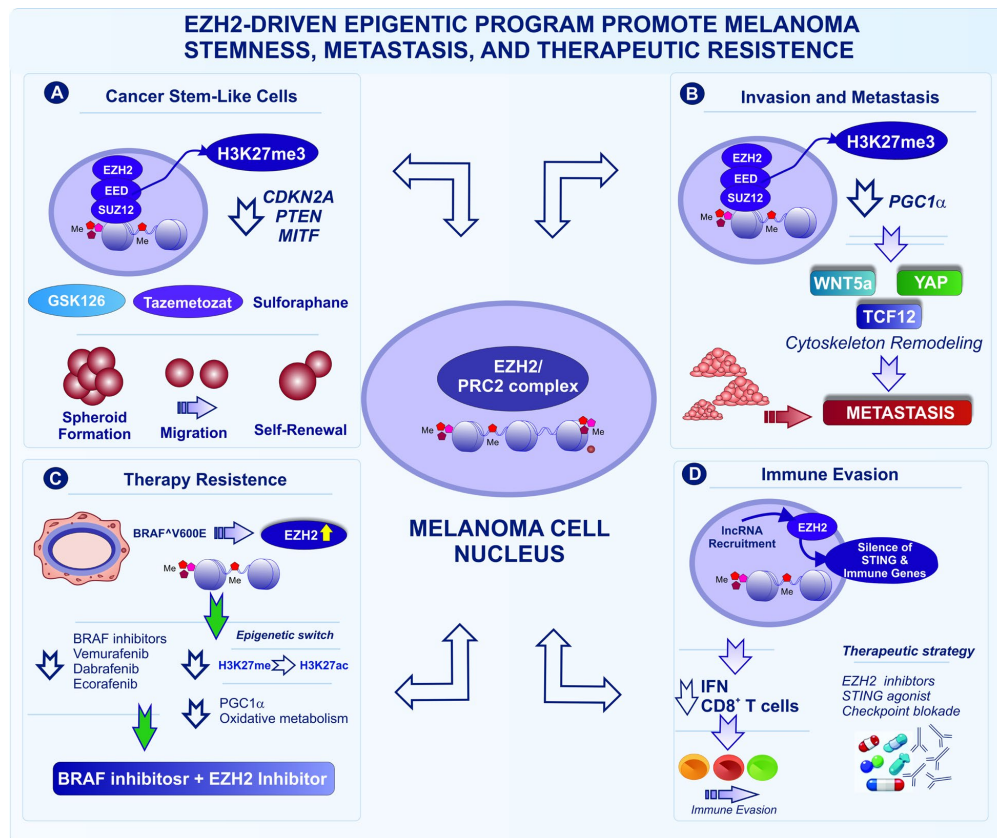 EZH2-DRIVEN EPIGENTIC PROGRAM PROMOTE MELANOMA
STEMNESS, METASTASIS, AND THERAPEUTIC RESISTENCE
A
Cancer Stem-Like Cells
H3K27me3
EZH2
EED
SUZ12
Me
Me
CDKN2A
PTEN
MITF
GSK126
Tazemetozat
Sulforaphane
Spheroid
Formation
Migration
Self-Renewal
B
Invasion and Metastasis
H3K27me3
EZH2
EED
SUZ12
Me
Me
PGC1α
WNT5a
YAP
TCF12
Cytoskeleton Remodeling
METASTASIS
EZH2/
PRC2 complex
Me
Me
Me
MELANOMA CELL
NUCLEUS
C
Therapy Resistance
BRAF^V600E
EZH2
Me
Me
BRAF inhibitors
Vemurafenib
Dabrafenib
Ecorafenib
Epigenetic switch
H3K27me
H3K27ac
PGC1α
Oxidative metabolism
BRAF inhibitosr + EZH2 Inhibitor
D
Immune Evasion
lncRNA
Recruitment
EZH2
Silence of
STING &
Immune Genes
Me
Me
IFN
CD8⁺ T cells
Immune Evasion
Therapeutic strategy
EZH2 inhibtors
STING agonist
Checkpoint blokade